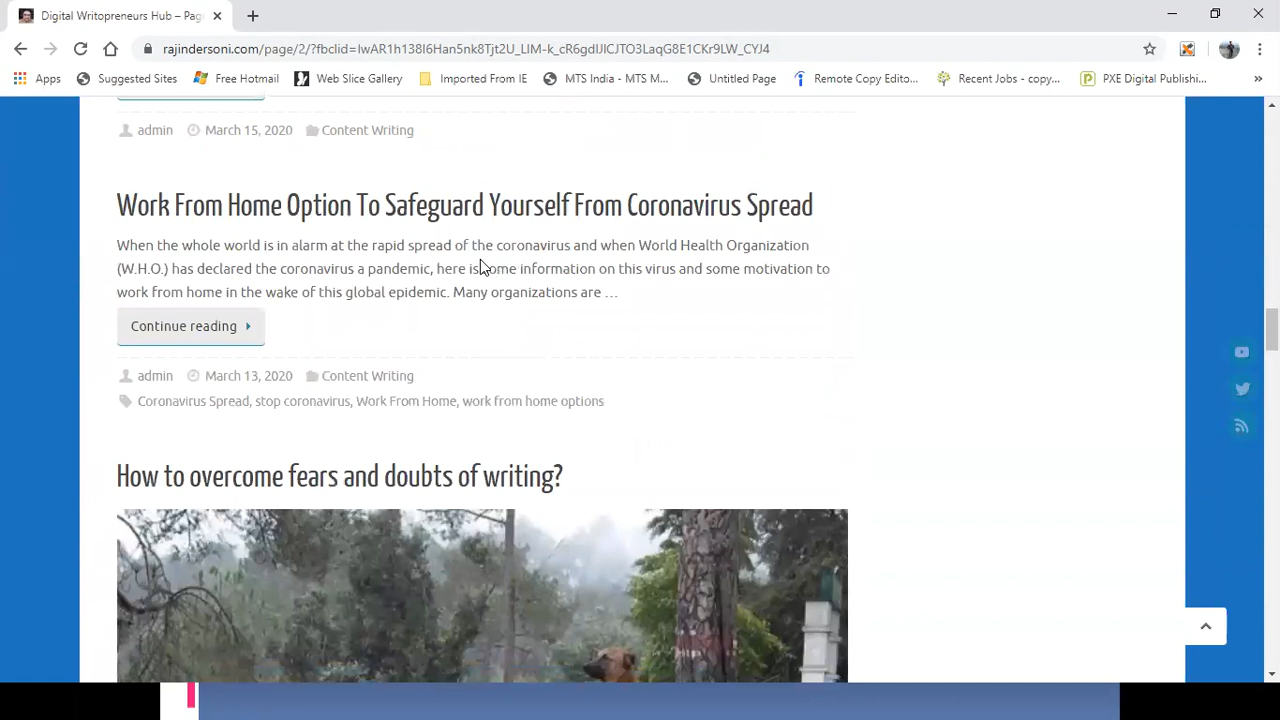 Digital Writopreneurs Hub – Pag
rajindersoni.com/page/2/?fbclid=IwAR1h138I6Han5nk8Tjt2U_LIM-k_cR6gdIJlCJTO3LaqG8E1CKr9LW_CYJ4
Apps Suggested Sites Free Hotmail Web Slice Gallery Imported From IE MTS India - MTS M... Untitled Page Remote Copy Edito... Recent Jobs - copy... PXE Digital Publishi... »
admin March 15, 2020 Content Writing
Work From Home Option To Safeguard Yourself From Coronavirus Spread
When the whole world is in alarm at the rapid spread of the coronavirus and when World Health Organization
(W.H.O.) has declared the coronavirus a pandemic, here is some information on this virus and some motivation to
work from home in the wake of this global epidemic. Many organizations are …
Continue reading
admin March 13, 2020 Content Writing
Coronavirus Spread, stop coronavirus, Work From Home, work from home options
How to overcome fears and doubts of writing?